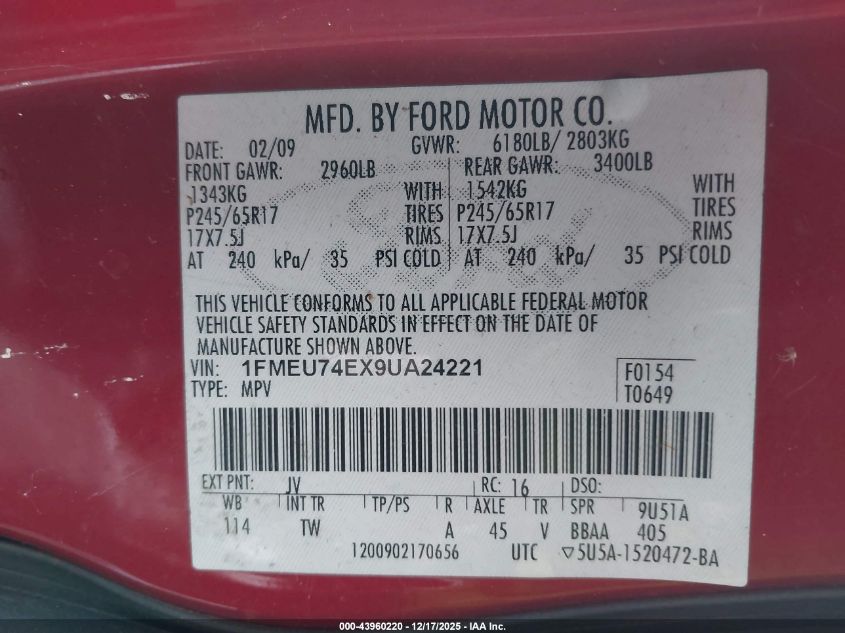 MFD. BY FORD MOTOR CO.
DATE: 02/09 GVWR: 6180LB/ 2803KG
FRONT GAWR: 2960LB REAR GAWR: 3400LB
1343KG WITH 1542KG WITH
P245/65R17 TIRES P245/65R17 TIRES
17X7.5J RIMS 17X7.5J RIMS
AT 240 kPa/ 35 PSI COLD AT 240 kPa/ 35 PSI COLD
THIS VEHICLE CONFORMS TO ALL APPLICABLE FEDERAL MOTOR
VEHICLE SAFETY STANDARDS IN EFFECT ON THE DATE OF
MANUFACTURE SHOWN ABOVE.
VIN: 1FMEU74EX9UA24221 F0154
TYPE: MPV T0649
EXT PNT: JV RC: 16 DSO:
WB INT TR TP/PS R AXLE TR SPR 9U51A
114 TW A 45 V BBAA 405
1200902170656 UTC ▽5U5A-1520472-BA
000-43960220 - 12/17/2025 - IAA Inc.